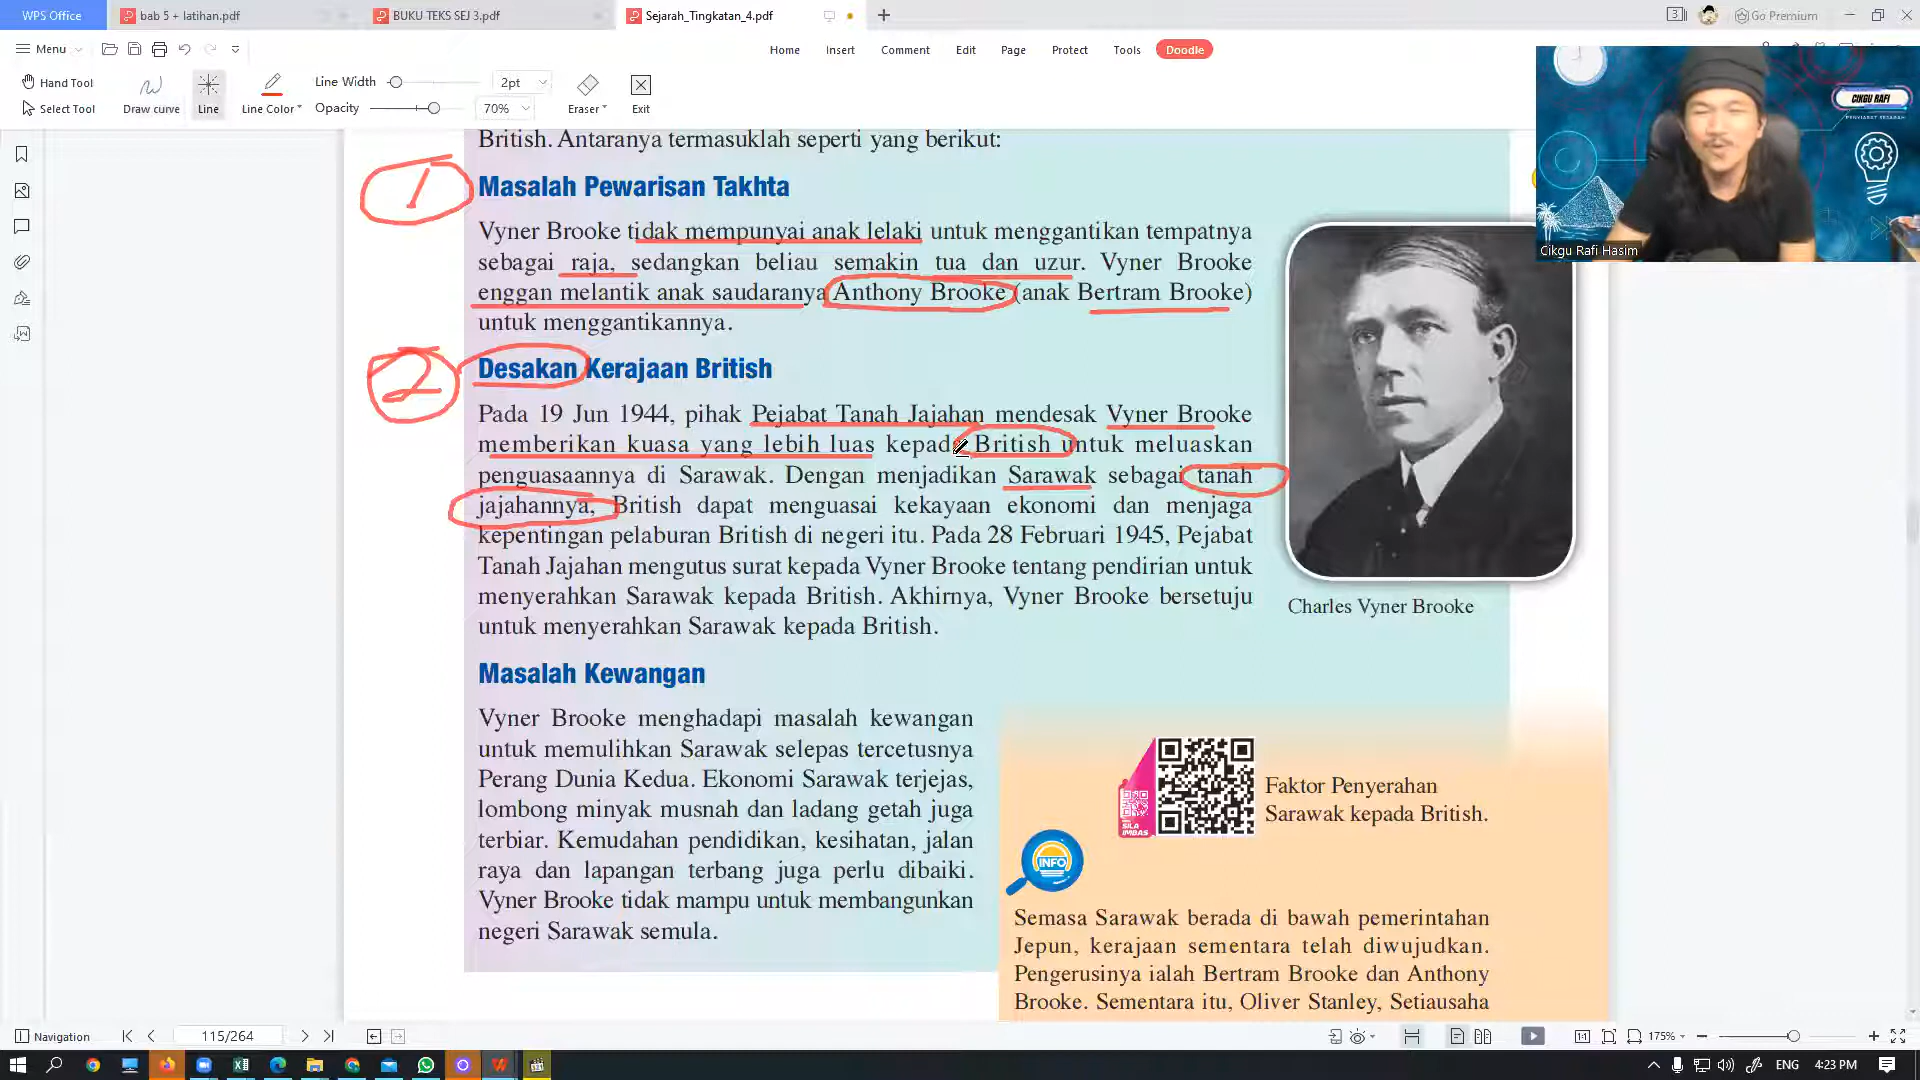 WPS Office
bab 5 + latihan.pdf
BUKU TEKS SEJ 3.pdf
Sejarah_Tingkatan_4.pdf
3
Go Premium
Menu
Home Insert Comment Edit Page Protect Tools Doodle
Hand Tool
Select Tool
Draw curve
Line
Line Color
Line Width
2pt
Opacity
70%
Eraser
Exit
CIKGU RAFI
PENYIARAT SEJARAH
Cikgu Rafi Hasim
British. Antaranya termasuklah seperti yang berikut:
1
Masalah Pewarisan Takhta
Vyner Brooke tidak mempunyai anak lelaki untuk menggantikan tempatnya
sebagai raja, sedangkan beliau semakin tua dan uzur. Vyner Brooke
enggan melantik anak saudaranya Anthony Brooke (anak Bertram Brooke)
untuk menggantikannya.
2
Desakan Kerajaan British
Pada 19 Jun 1944, pihak Pejabat Tanah Jajahan mendesak Vyner Brooke
memberikan kuasa yang lebih luas kepada British untuk meluaskan
penguasaannya di Sarawak. Dengan menjadikan Sarawak sebagai tanah
jajahannya, British dapat menguasai kekayaan ekonomi dan menjaga
kepentingan pelaburan British di negeri itu. Pada 28 Februari 1945, Pejabat
Tanah Jajahan mengutus surat kepada Vyner Brooke tentang pendirian untuk
menyerahkan Sarawak kepada British. Akhirnya, Vyner Brooke bersetuju
untuk menyerahkan Sarawak kepada British.
Charles Vyner Brooke
Masalah Kewangan
Vyner Brooke menghadapi masalah kewangan
untuk memulihkan Sarawak selepas tercetusnya
Perang Dunia Kedua. Ekonomi Sarawak terjejas,
lombong minyak musnah dan ladang getah juga
terbiar. Kemudahan pendidikan, kesihatan, jalan
raya dan lapangan terbang juga perlu dibaiki.
Vyner Brooke tidak mampu untuk membangunkan
negeri Sarawak semula.
SILA
IMBAS
Faktor Penyerahan
Sarawak kepada British.
INFO
Semasa Sarawak berada di bawah pemerintahan
Jepun, kerajaan sementara telah diwujudkan.
Pengerusinya ialah Bertram Brooke dan Anthony
Brooke. Sementara itu, Oliver Stanley, Setiausaha
Navigation
115/264
175%
ENG
4:23 PM